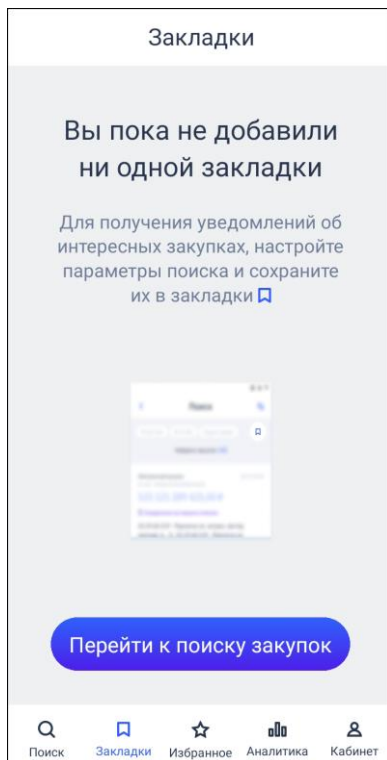 Закладки
Вы пока не добавили
ни одной закладки
Для получения уведомлений об
интересных закупках, настройте
параметры поиска и сохраните
их в закладки
Поиск
Перейти к поиску закупок
Поиск
Закладки
Избранное
Аналитика
Кабинет